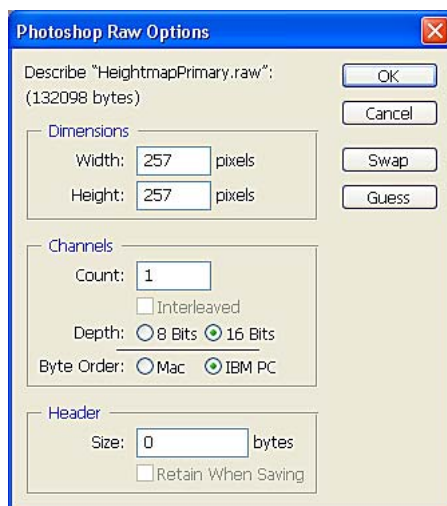 Photoshop Raw Options
Describe "HeightmapPrimary.raw":
(132098 bytes)
OK
Cancel
Swap
Guess
Dimensions
Width: 257 pixels
Height: 257 pixels
Channels
Count: 1
Interleaved
Depth: 8 Bits 16 Bits
Byte Order: Mac IBM PC
Header
Size: 0 bytes
Retain When Saving